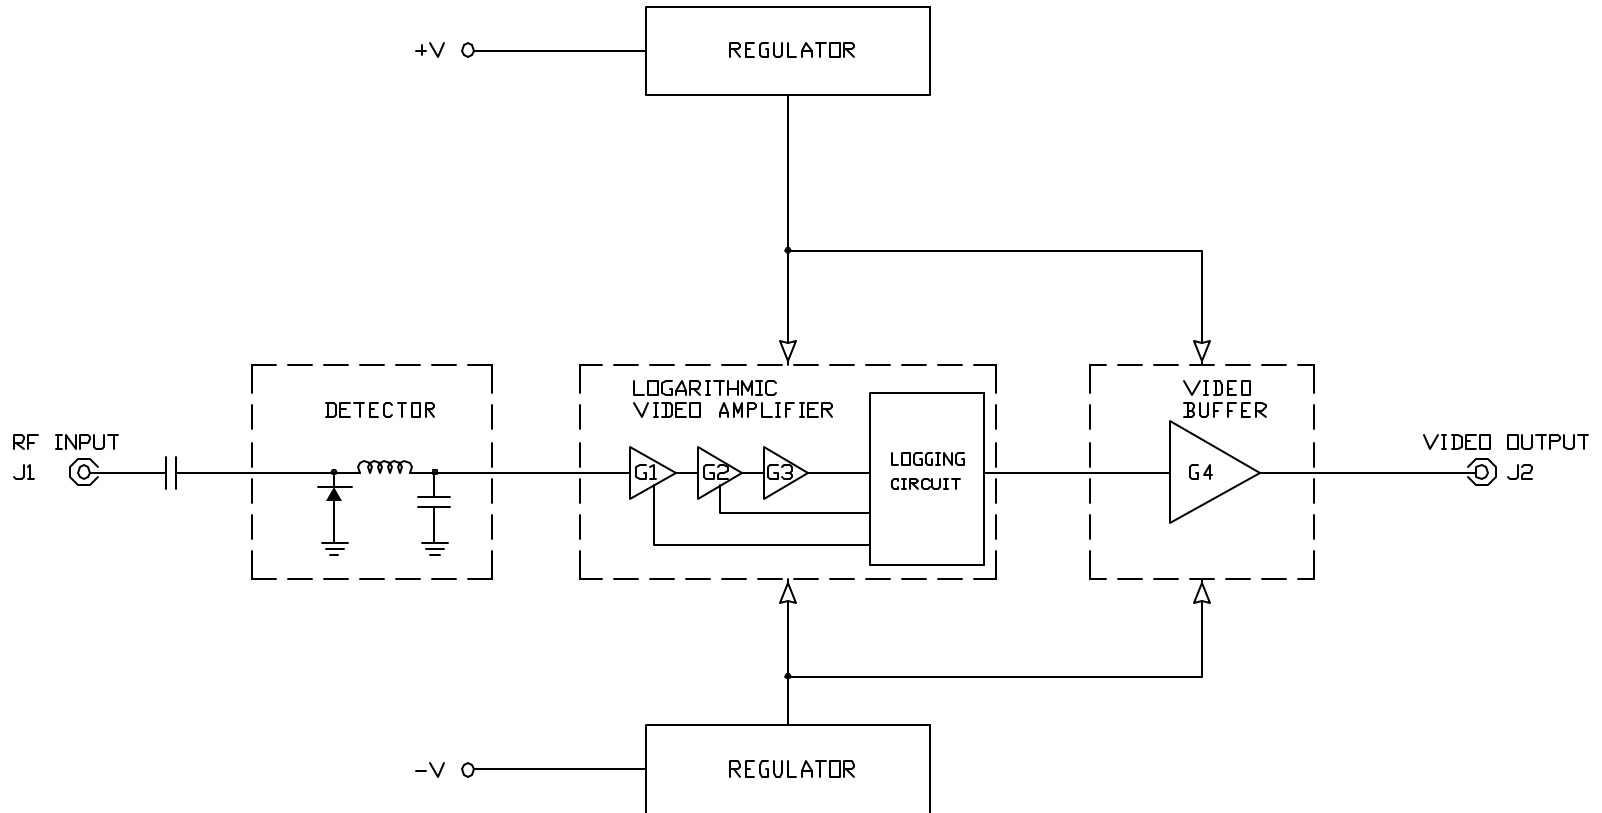 +V
REGULATOR
DETECTOR
LOGARITHMIC
VIDEO AMPLIFIER
VIDEO
BUFFER
RF INPUT
J1
G1
G2
G3
LOGGING
CIRCUIT
G4
VIDEO OUTPUT
J2
-V
REGULATOR